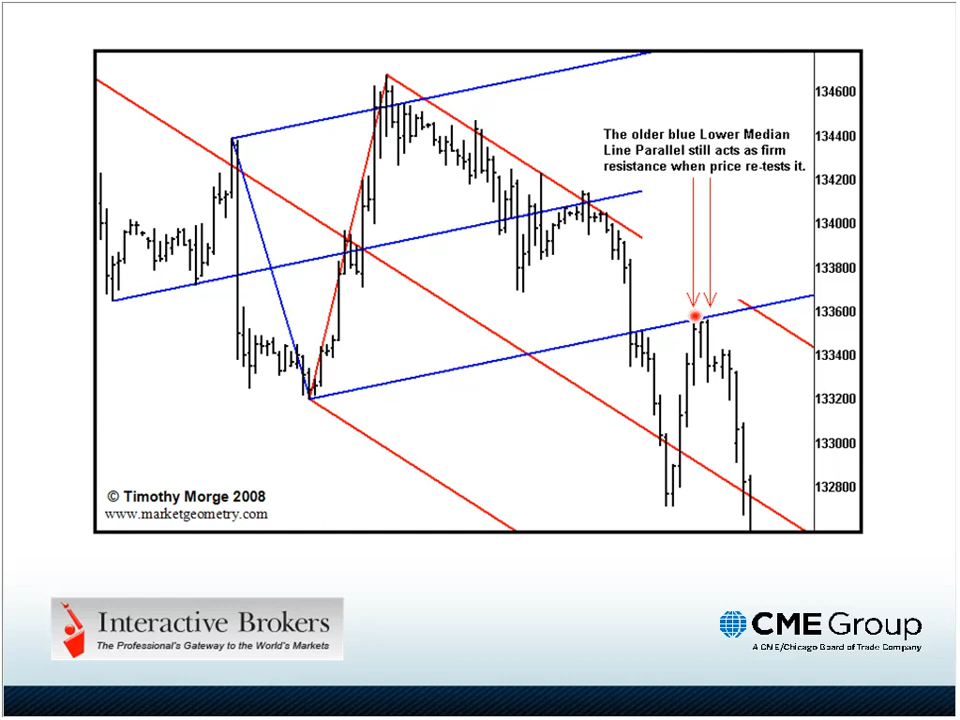 134600
The older blue Lower Median
Line Parallel still acts as firm
resistance when price re-tests it.
134400
134200
134000
133800
133600
133400
133200
133000
132800
© Timothy Morge 2008
www.marketgeometry.com
Interactive Brokers
The Professional's Gateway to the World's Markets
CME Group
A CME/Chicago Board of Trade Company